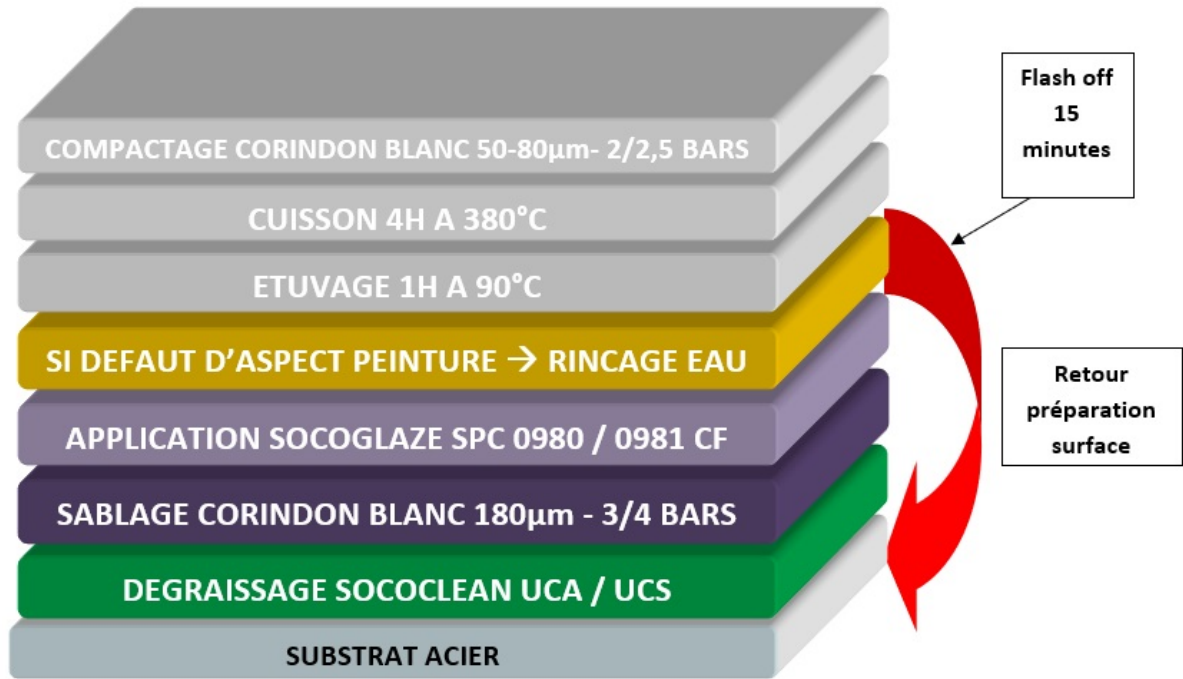 COMPACTAGE CORINDON BLANC 50-80µm- 2/2,5 BARS
CUISSON 4H A 380°C
ETUVAGE 1H A 90°C
SI DEFAUT D’ASPECT PEINTURE → RINCAGE EAU
APPLICATION SOCOGLAZE SPC 0980 / 0981 CF
SABLAGE CORINDON BLANC 180µm - 3/4 BARS
DEGRAISSAGE SOCOCLEAN UCA / UCS
SUBSTRAT ACIER
Flash off
15
minutes
Retour
préparation
surface